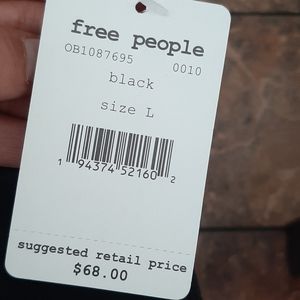 free people
OB1087695 0010
black
size L
1 94374 52160 2
suggested retail price
$68.00